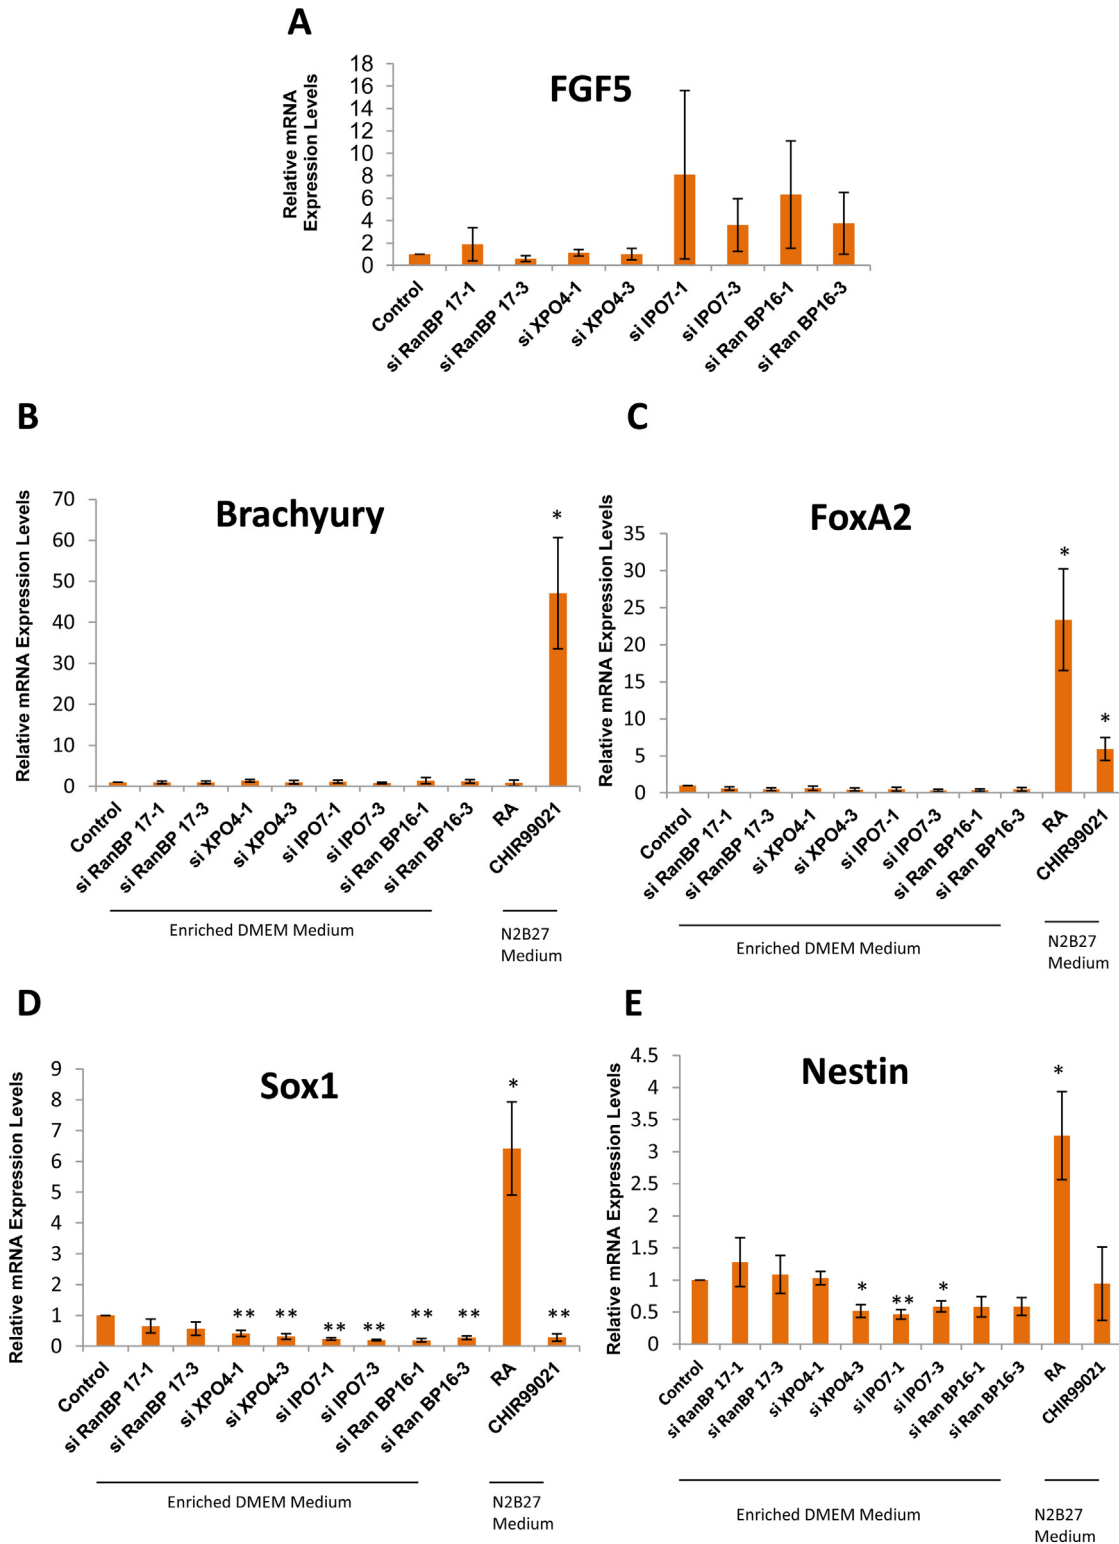 A
FGF5
Relative mRNA
Expression Levels
18
16
14
12
10
8
6
4
2
0
Control
si RanBP 17-1
si RanBP 17-3
si XPO4-1
si XPO4-3
si IPO7-1
si IPO7-3
si Ran BP16-1
si Ran BP16-3
B
Brachyury
Relative mRNA Expression Levels
70
60
50
40
30
20
10
0
*
Control
si RanBP 17-1
si RanBP 17-3
si XPO4-1
si XPO4-3
si IPO7-1
si IPO7-3
si Ran BP16-1
si Ran BP16-3
RA
CHIR99021
Enriched DMEM Medium
N2B27
Medium
C
FoxA2
Relative mRNA Expression Levels
35
30
25
20
15
10
5
0
*
*
Control
si RanBP 17-1
si RanBP 17-3
si XPO4-1
si XPO4-3
si IPO7-1
si IPO7-3
si Ran BP16-1
si Ran BP16-3
RA
CHIR99021
Enriched DMEM Medium
N2B27
Medium
D
Sox1
Relative mRNA Expression Levels
9
8
7
6
5
4
3
2
1
0
** ** ** ** ** ** * **
Control
si RanBP 17-1
si RanBP 17-3
si XPO4-1
si XPO4-3
si IPO7-1
si IPO7-3
si Ran BP16-1
si Ran BP16-3
RA
CHIR99021
Enriched DMEM Medium
N2B27
Medium
E
Nestin
Relative mRNA Expression Levels
4.5
4
3.5
3
2.5
2
1.5
1
0.5
0
* ** * *
Control
si RanBP 17-1
si RanBP 17-3
si XPO4-1
si XPO4-3
si IPO7-1
si IPO7-3
si Ran BP16-1
si Ran BP16-3
RA
CHIR99021
Enriched DMEM Medium
N2B27
Medium